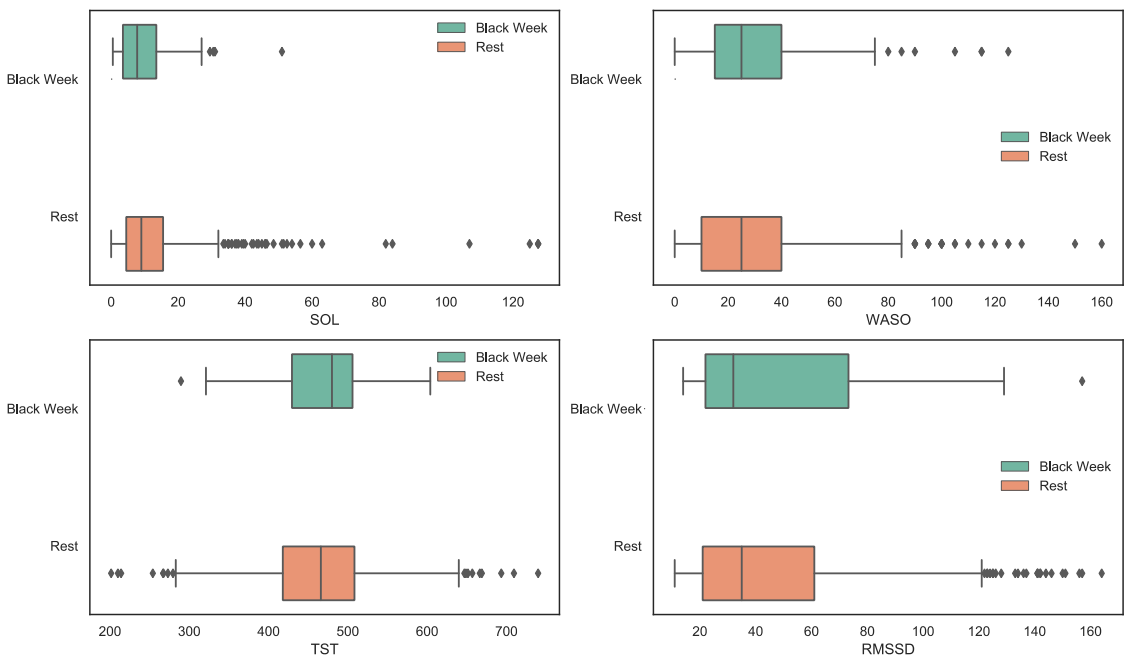 Black Week
Rest
Black Week
Rest
0 20 40 60 80 100 120
SOL
Black Week
Rest
Black Week
Rest
0 20 40 60 80 100 120 140 160
WASO
Black Week
Rest
Black Week
Rest
200 300 400 500 600 700
TST
Black Week
Black Week
Rest
Rest
20 40 60 80 100 120 140 160
RMSSD